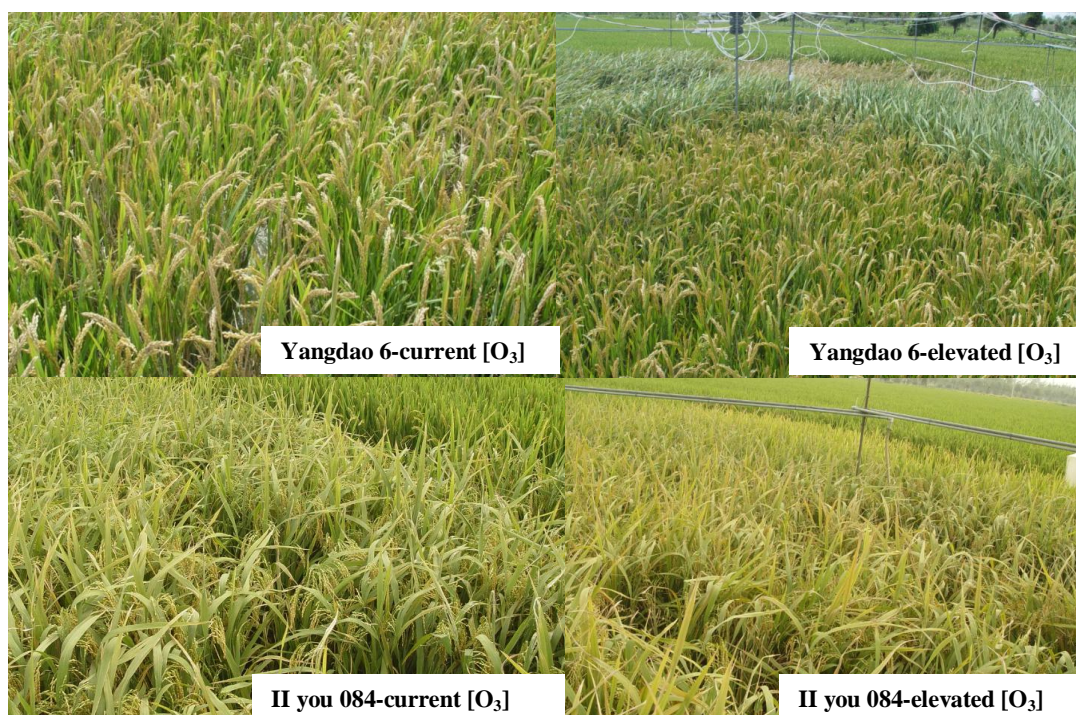 Yangdao 6-current [O₃]
Yangdao 6-elevated [O₃]
II you 084-current [O₃]
II you 084-elevated [O₃]